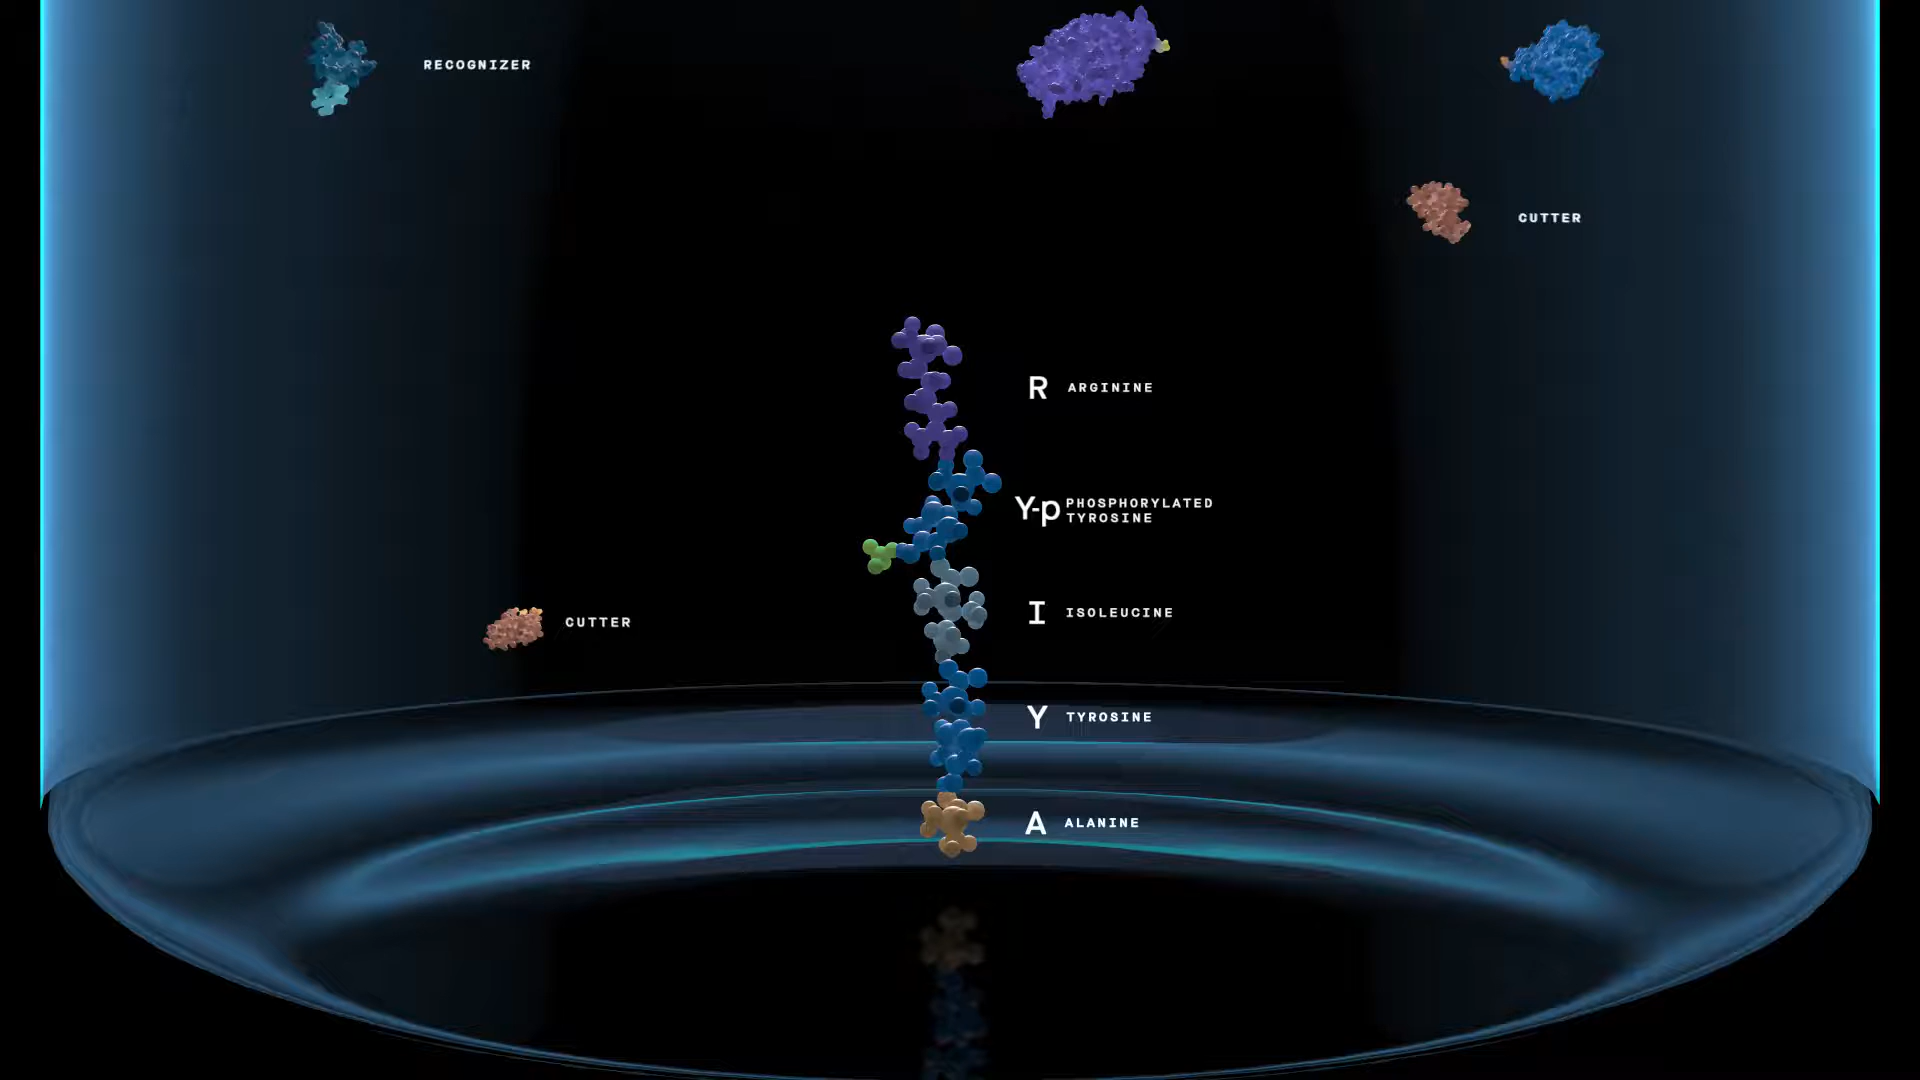 RECOGNIZER
CUTTER
R ARGININE
Y-p PHOSPHORYLATED
TYROSINE
I ISOLEUCINE
CUTTER
Y TYROSINE
A ALANINE